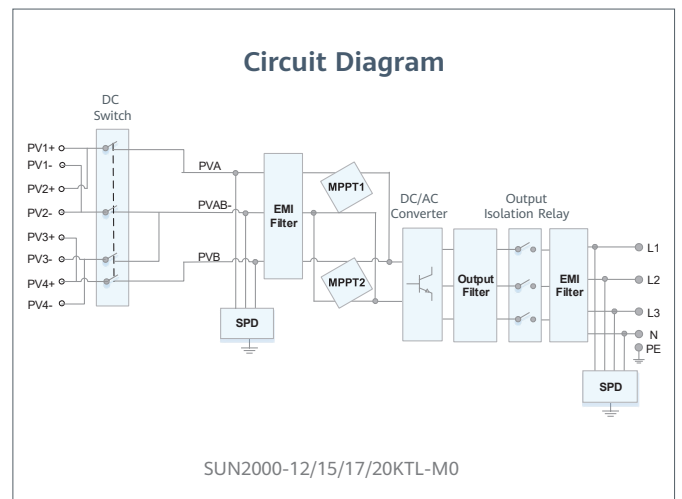 Circuit Diagram
DC
Switch
PV1+
PV1-
PV2+
PV2-
PV3+
PV3-
PV4+
PV4-
PVA
PVAB-
PVB
EMI
Filter
SPD
MPPT1
MPPT2
DC/AC
Converter
Output
Filter
Output
Isolation Relay
EMI
Filter
L1
L2
L3
N
PE
SPD
SUN2000-12/15/17/20KTL-M0